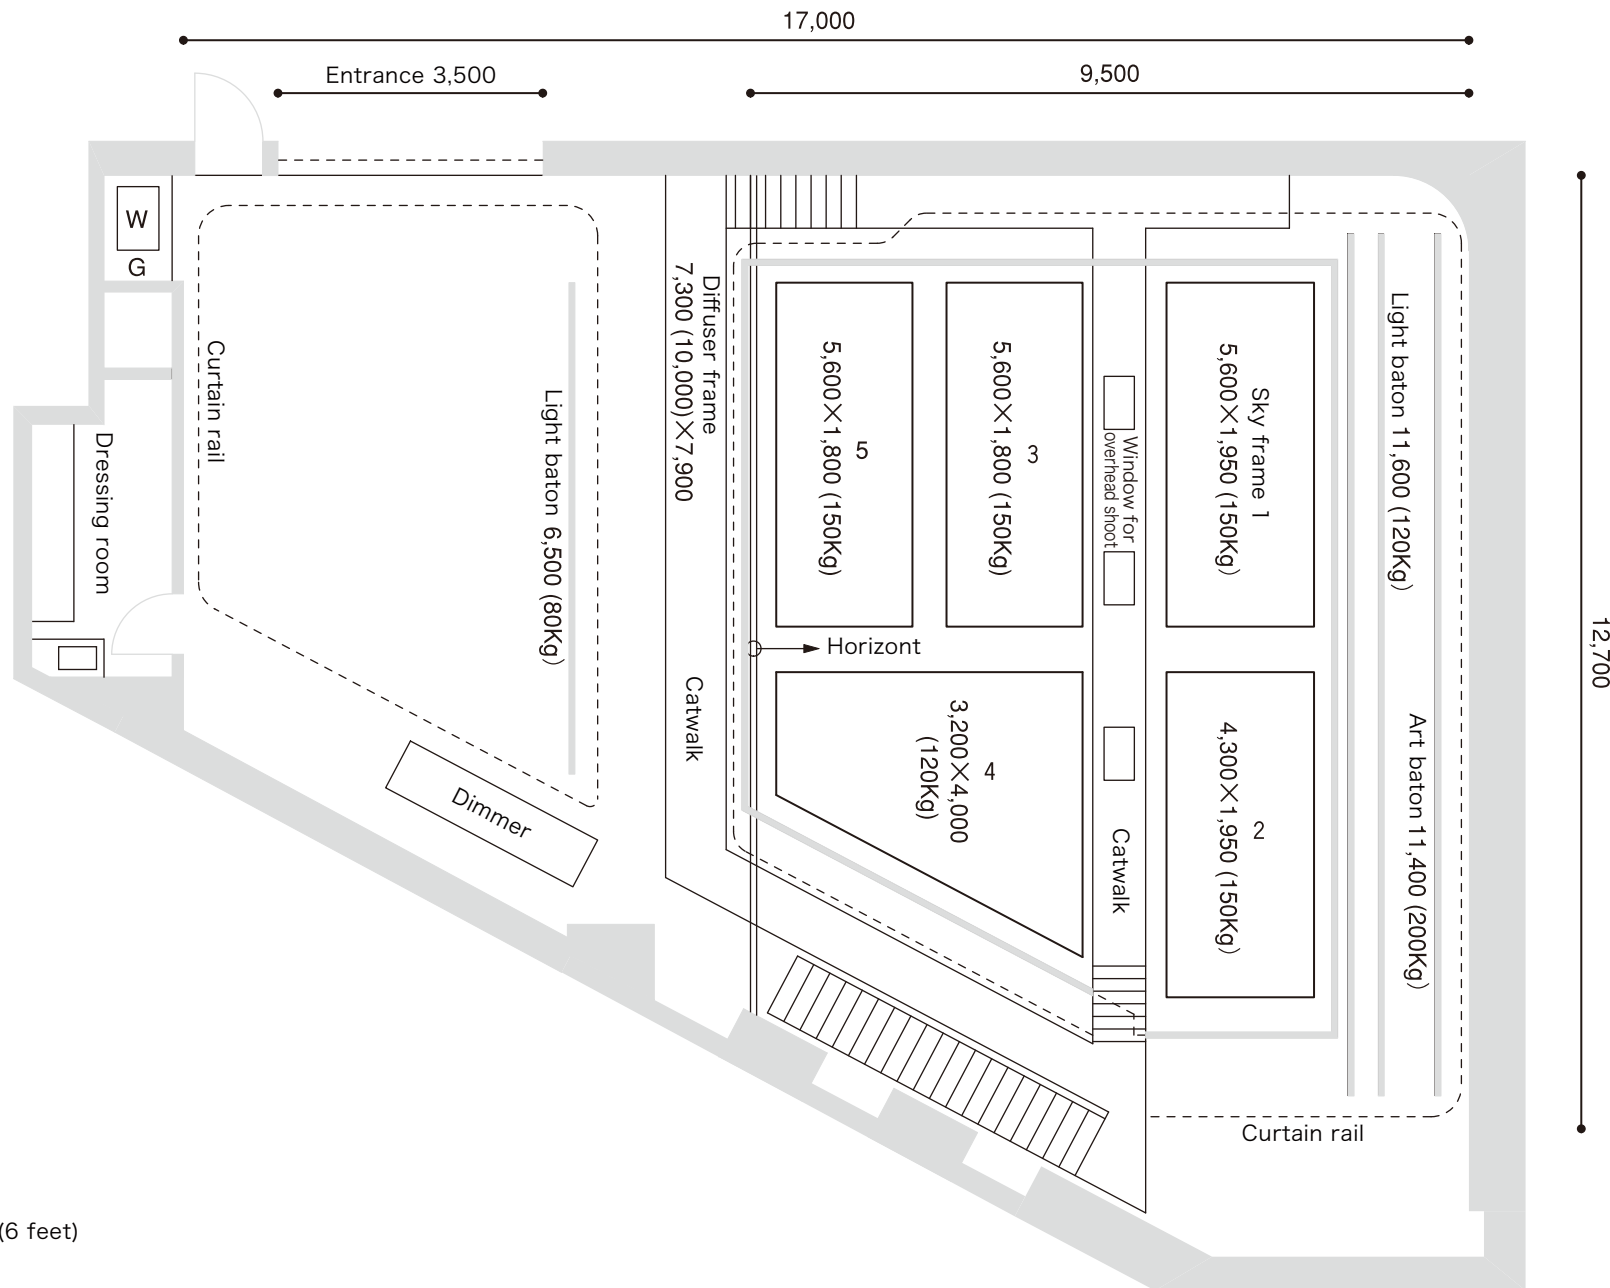 17,000
Entrance 3,500
9,500
W
G
Curtain rail
Dressing room
Light baton 6,500 (80Kg)
Dimmer
Diffuser frame
7,300 (10,000)×7,900
Catwalk
5
5,600×1,800 (150Kg)
3
5,600×1,800 (150Kg)
Window for
overhead shoot
Sky frame 1
5,600×1,950 (150Kg)
Light baton 11,600 (120Kg)
Horizont
4
3,200×4,000
(120Kg)
Catwalk
2
4,300×1,950 (150Kg)
Art baton 11,400 (200Kg)
12,700
Curtain rail
(6 feet)